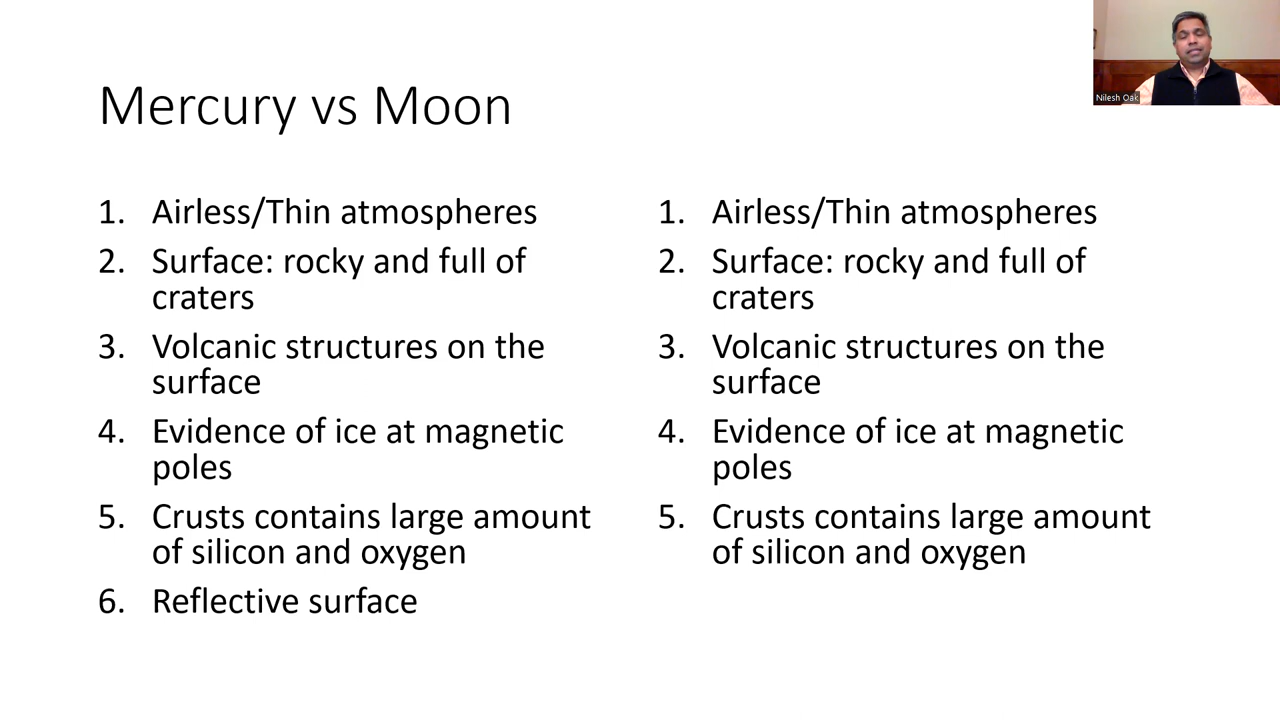 Mercury vs Moon
Nilesh Oak
1. Airless/Thin atmospheres
2. Surface: rocky and full of
craters
3. Volcanic structures on the
surface
4. Evidence of ice at magnetic
poles
5. Crusts contains large amount
of silicon and oxygen
6. Reflective surface
1. Airless/Thin atmospheres
2. Surface: rocky and full of
craters
3. Volcanic structures on the
surface
4. Evidence of ice at magnetic
poles
5. Crusts contains large amount
of silicon and oxygen